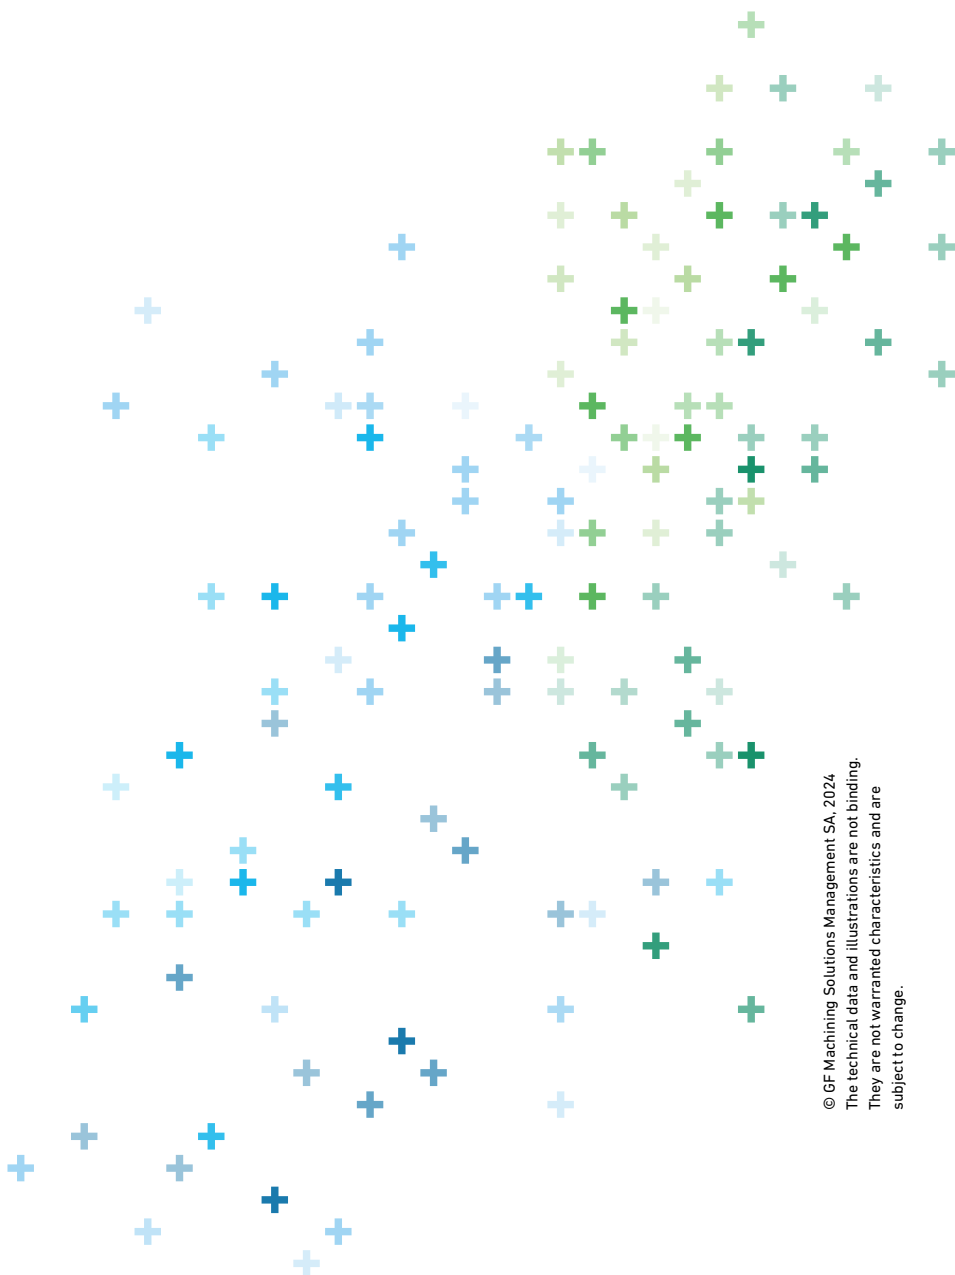 © GF Machining Solutions Management SA, 2024
The technical data and illustrations are not binding.
They are not warranted characteristics and are
subject to change.